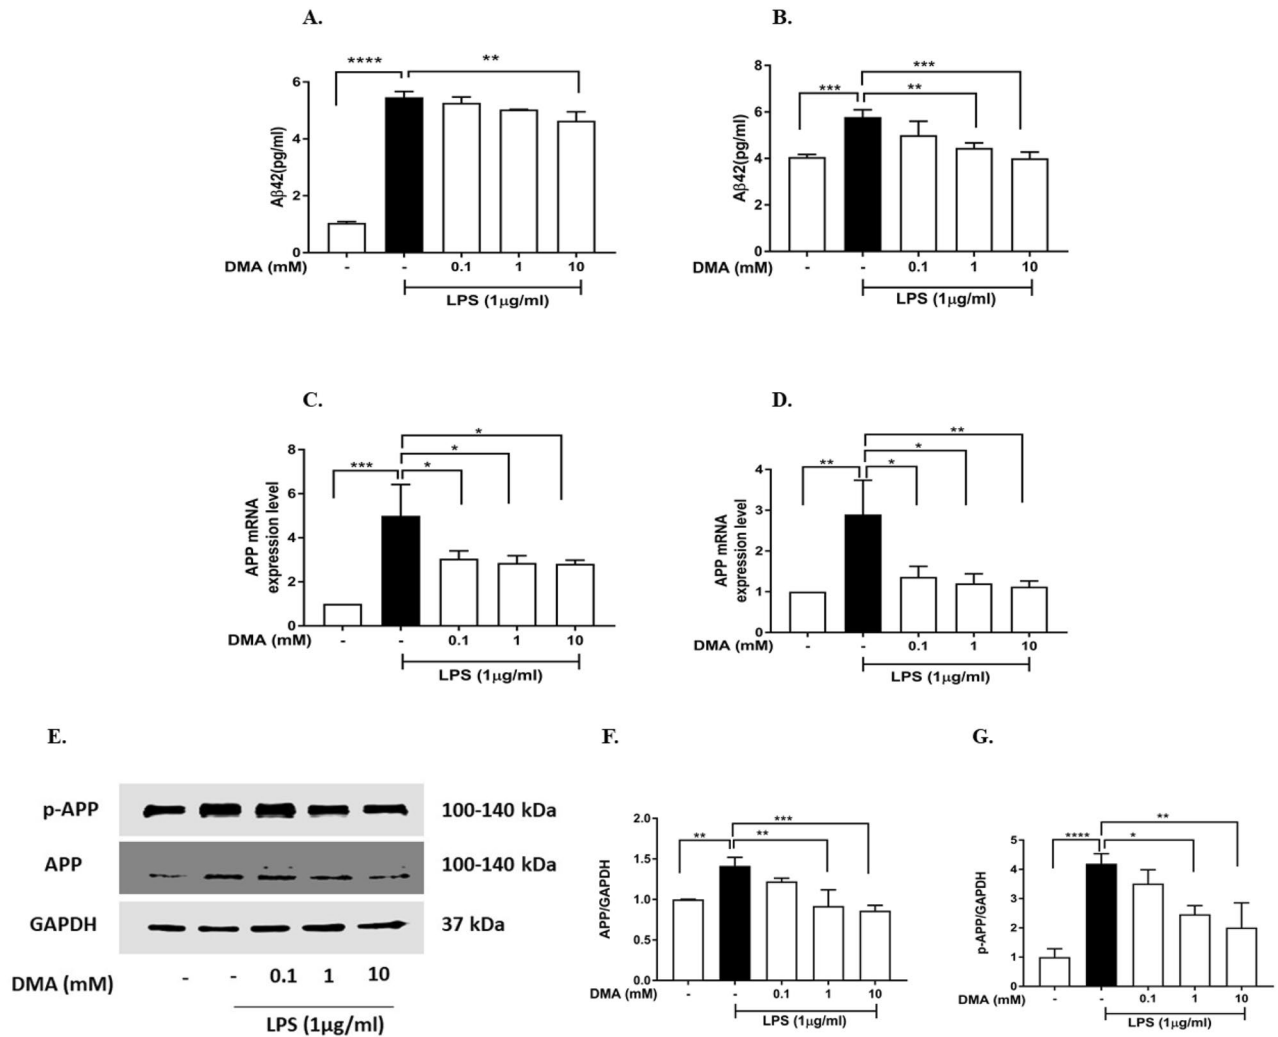 A.
B.
**** **
*** ** ***
Aβ42(pg/ml)
6
4
2
0
DMA (mM) - - 0.1 1 10
LPS (1μg/ml)
Aβ42(pg/ml)
8
6
4
2
0
DMA (mM) - - 0.1 1 10
LPS (1μg/ml)
C.
D.
*
*
*** *
APP mRNA
expression level
8
6
4
2
0
DMA (mM) - - 0.1 1 10
LPS (1μg/ml)
**
*
** *
APP mRNA
expression level
4
3
2
1
0
DMA (mM) - - 0.1 1 10
LPS (1μg/ml)
E.
p-APP 100-140 kDa
APP 100-140 kDa
GAPDH 37 kDa
DMA (mM) - - 0.1 1 10
LPS (1μg/ml)
F.
***
** **
APP/GAPDH
2.0
1.5
1.0
0.5
0.0
DMA (mM) - - 0.1 1 10
LPS (1μg/ml)
G.
**
**** *
p-APP/GAPDH
5
4
3
2
1
0
DMA (mM) - - 0.1 1 10
LPS (1μg/ml)